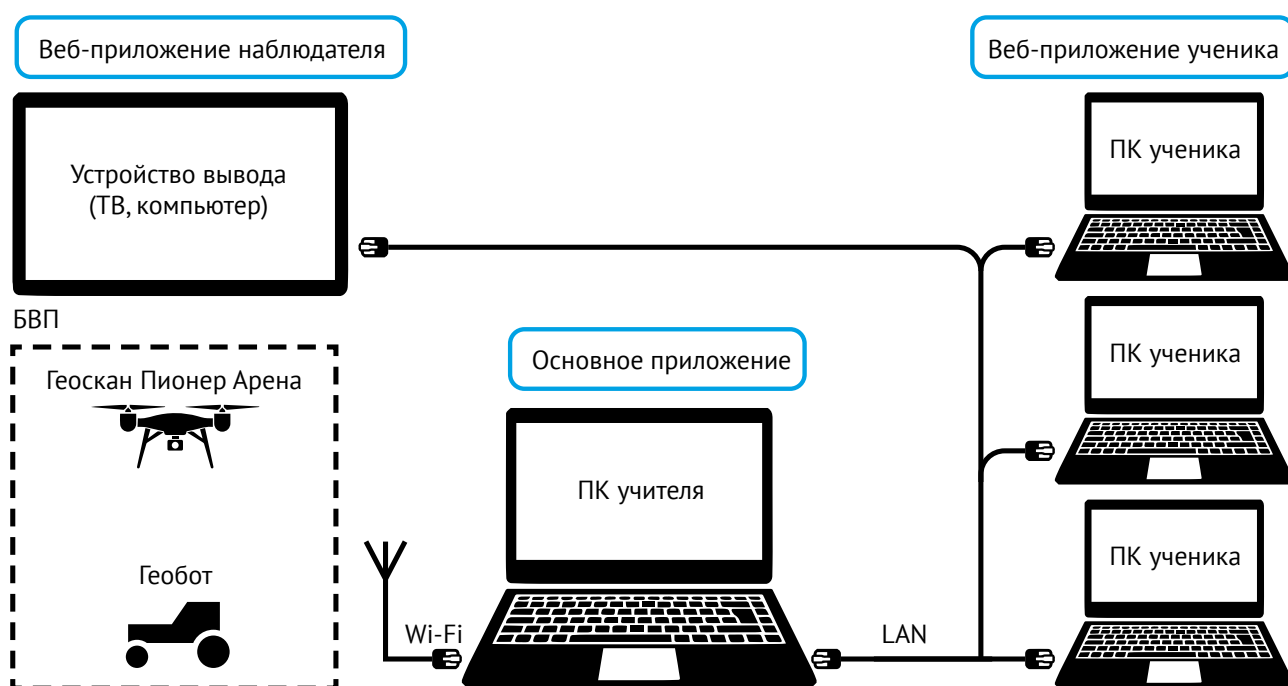 Веб-приложение наблюдателя
Веб-приложение ученика
Устройство вывода
(ТВ, компьютер)
ПК ученика
БВП
Геоскан Пионер Арена
Основное приложение
ПК ученика
ПК учителя
ПК ученика
Геобот
Wi-Fi
LAN